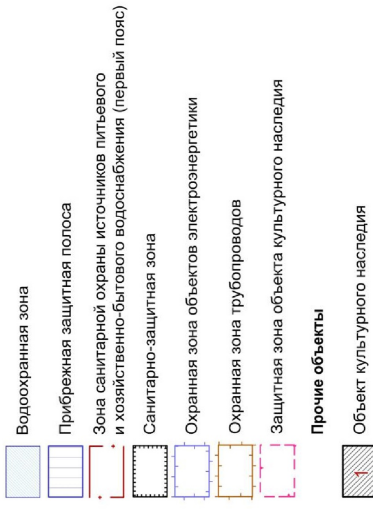 Водоохранная зона
Прибрежная защитная полоса
Зона санитарной охраны источников питьевого
и хозяйственно-бытового водоснабжения (первый пояс)
Санитарно-защитная зона
Охранная зона объектов электроэнергетики
Охранная зона трубопроводов
Защитная зона объекта культурного наследия
Прочие объекты
1 Объект культурного наследия